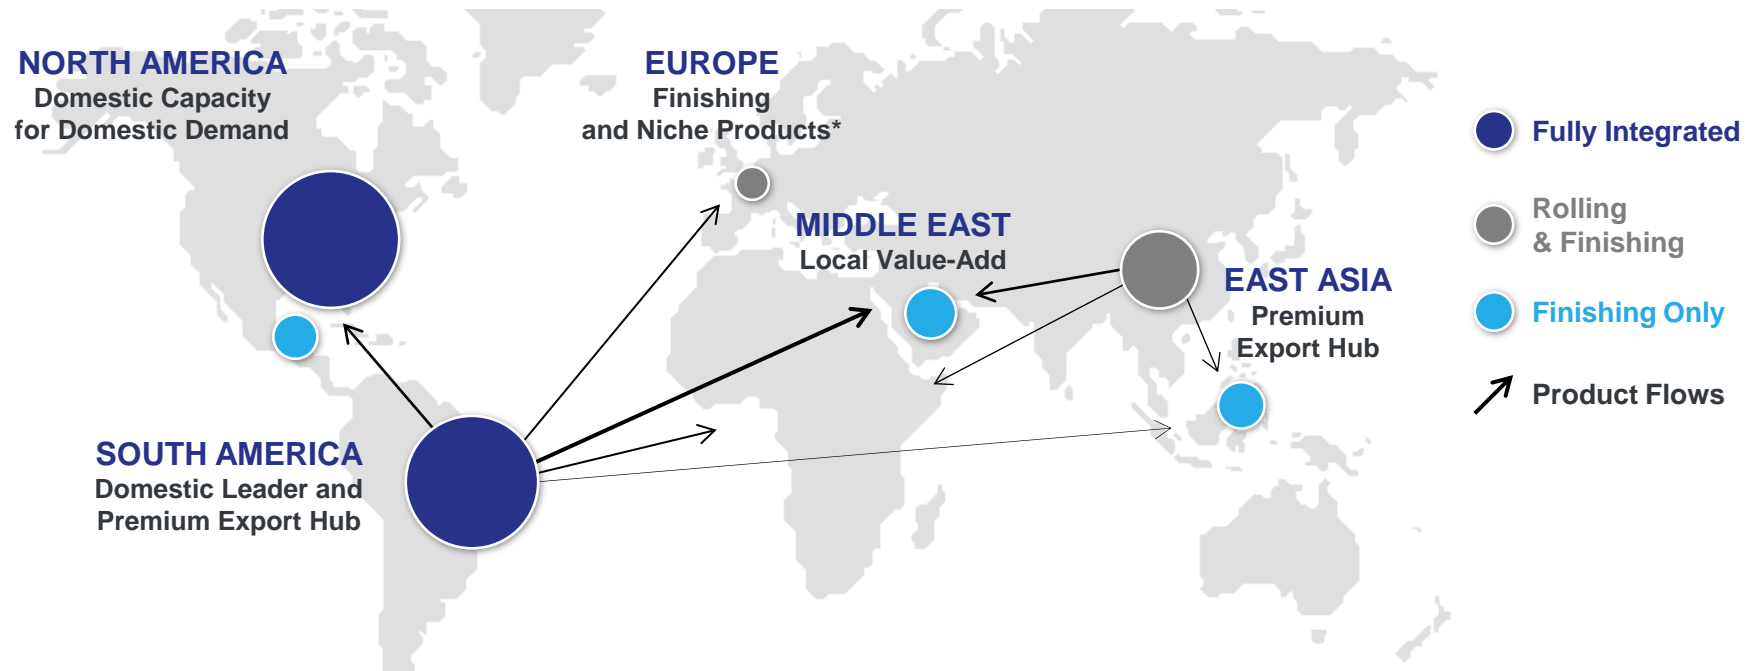 NORTH AMERICA
Domestic Capacity
for Domestic Demand
EUROPE
Finishing
and Niche Products*
MIDDLE EAST
Local Value-Add
EAST ASIA
Premium
Export Hub
SOUTH AMERICA
Domestic Leader and
Premium Export Hub
Fully Integrated
Rolling
& Finishing
Finishing Only
Product Flows